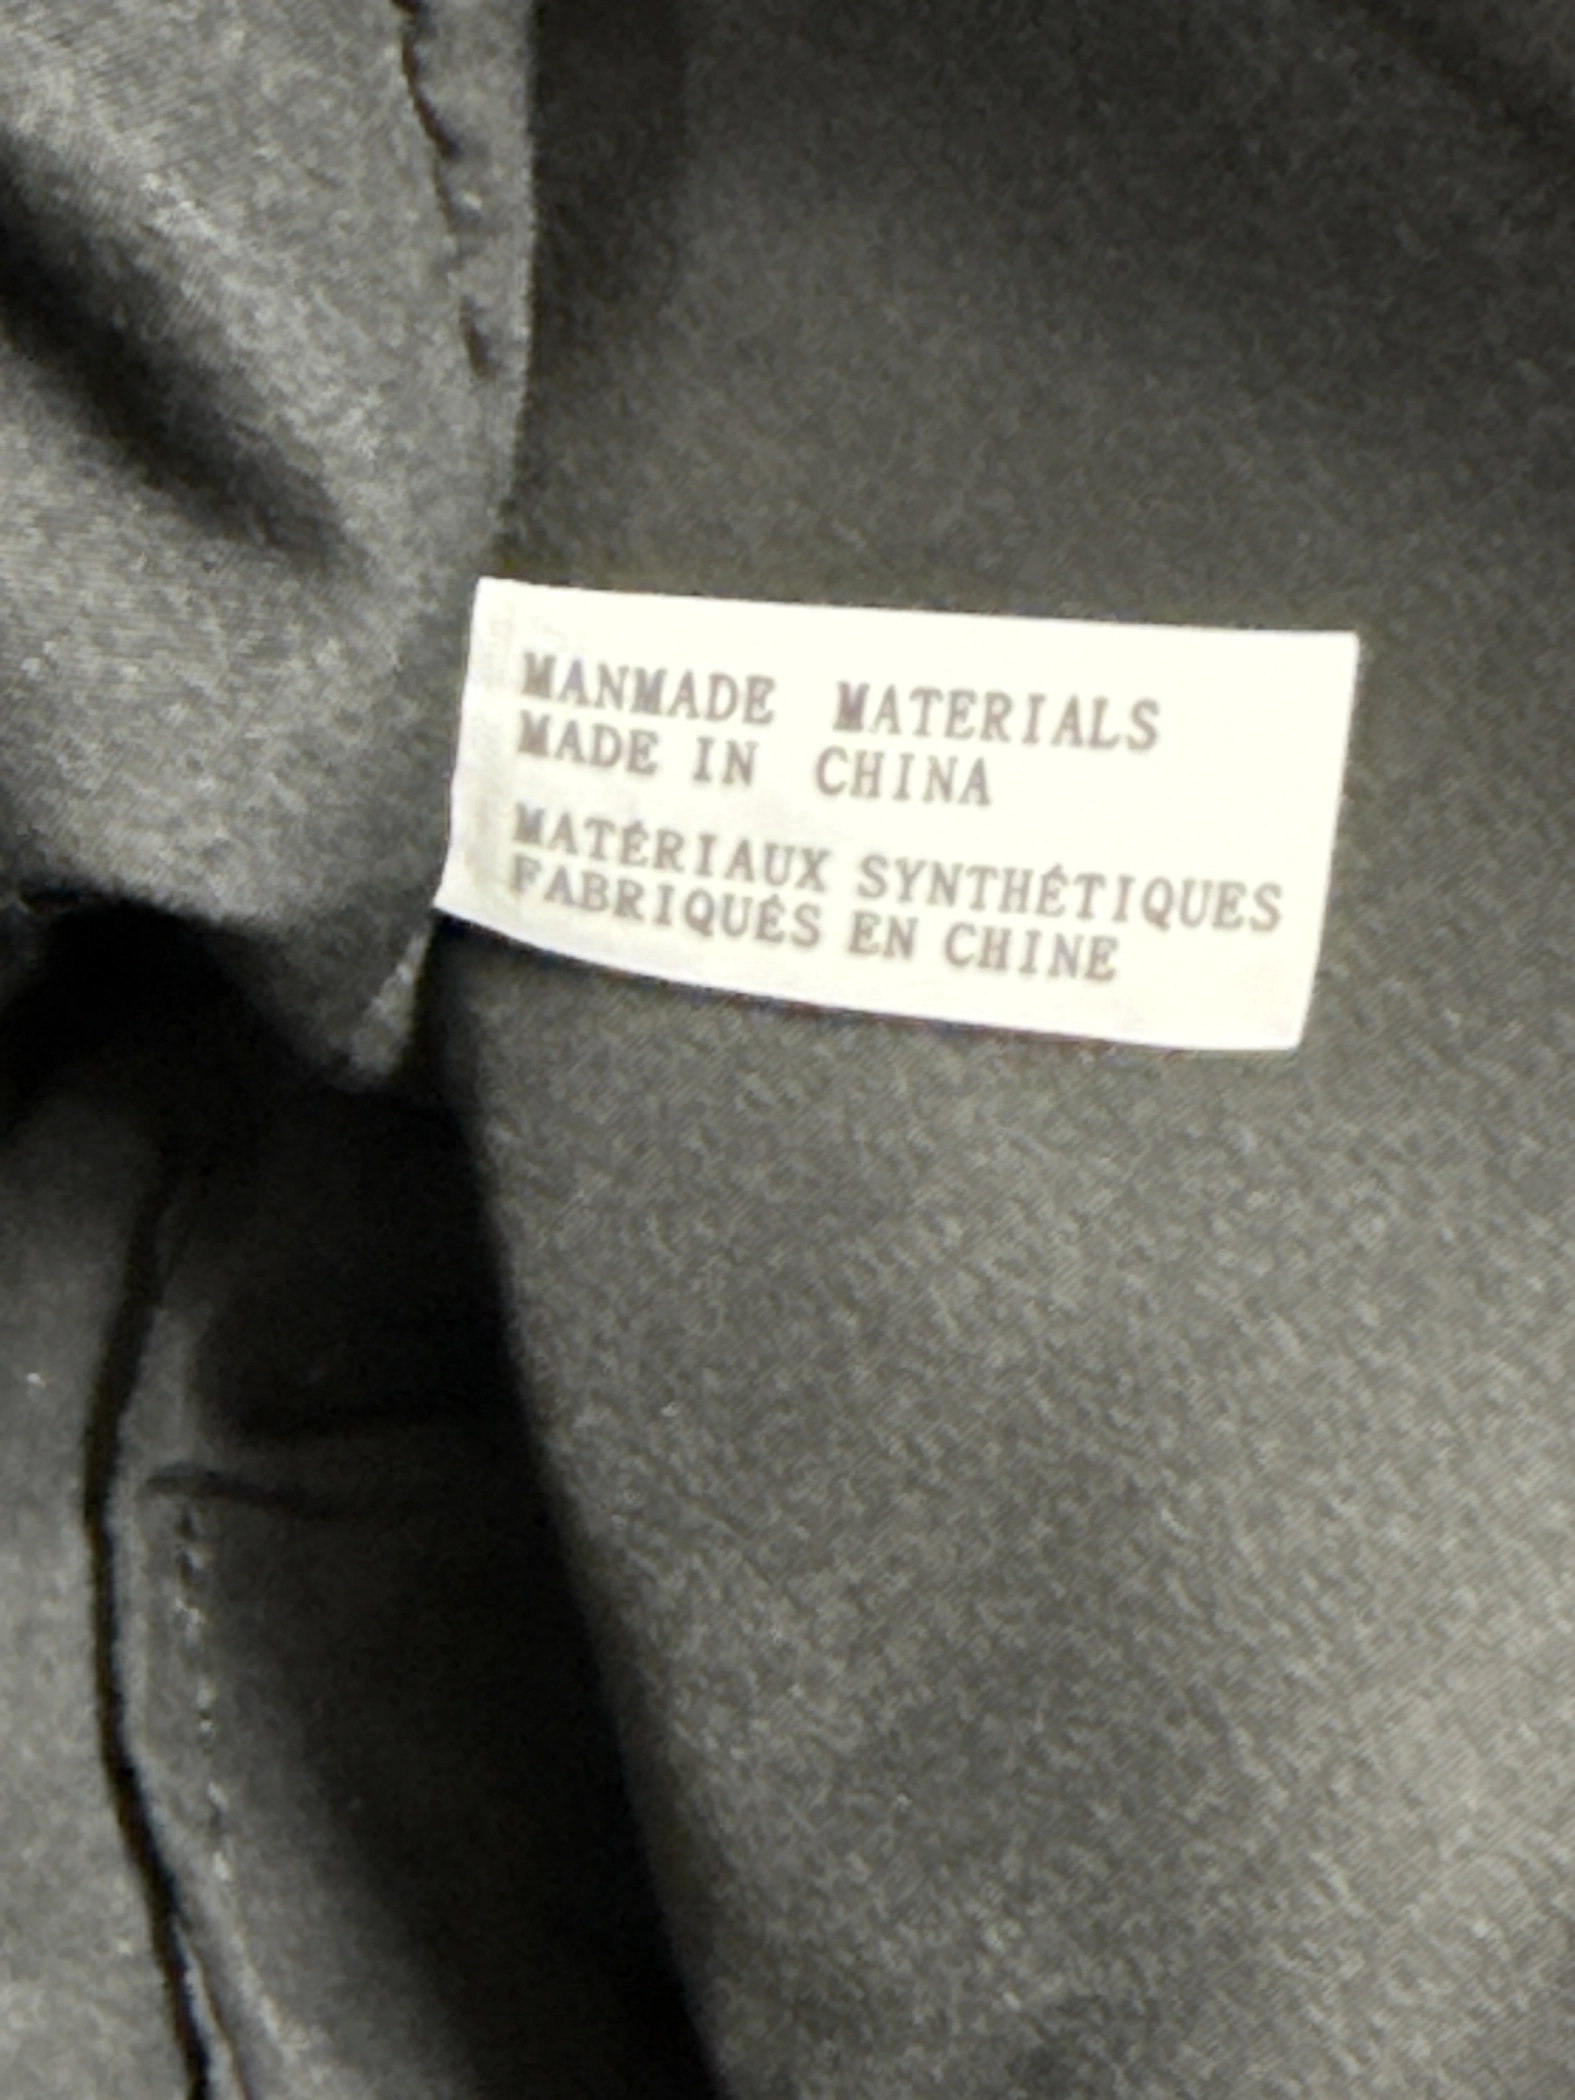 MANMADE MATERIALS
MADE IN CHINA
MATÉRIAUX SYNTHÉTIQUES
FABRIQUÉS EN CHINE